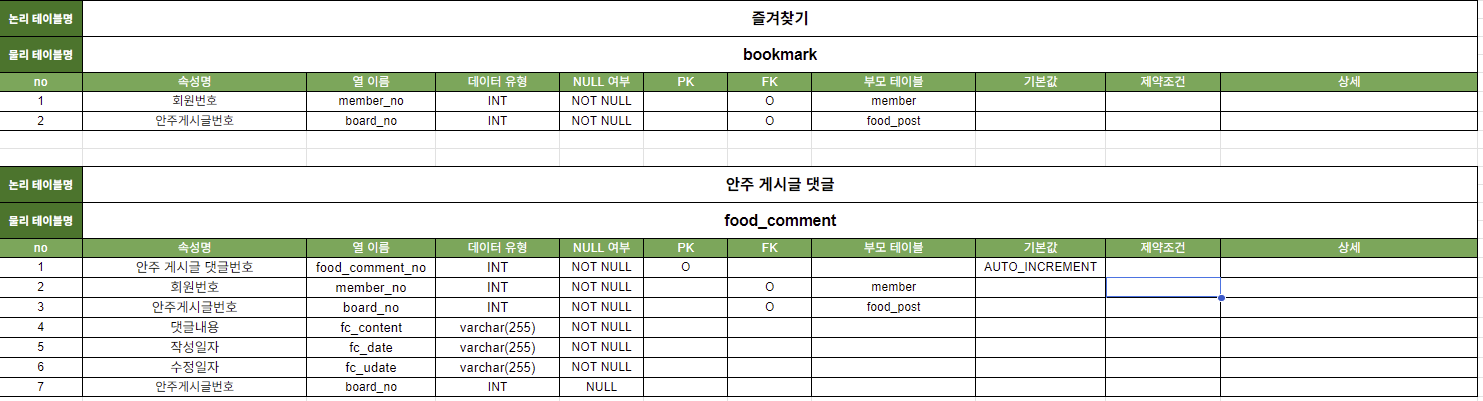 논리 테이블명 즐겨찾기
물리 테이블명 bookmark
no 속성명 열 이름 데이터 유형 NULL 여부 PK FK 부모 테이블 기본값 제약조건 상세
1 회원번호 member_no INT NOT NULL O member
2 안주게시글번호 board_no INT NOT NULL O food_post
논리 테이블명 안주 게시글 댓글
물리 테이블명 food_comment
no 속성명 열 이름 데이터 유형 NULL 여부 PK FK 부모 테이블 기본값 제약조건 상세
1 안주 게시글 댓글번호 food_comment_no INT NOT NULL O AUTO_INCREMENT
2 회원번호 member_no INT NOT NULL O member
3 안주게시글번호 board_no INT NOT NULL O food_post
4 댓글내용 fc_content varchar(255) NOT NULL
5 작성일자 fc_date varchar(255) NOT NULL
6 수정일자 fc_udate varchar(255) NOT NULL
7 안주게시글번호 board_no INT NULL